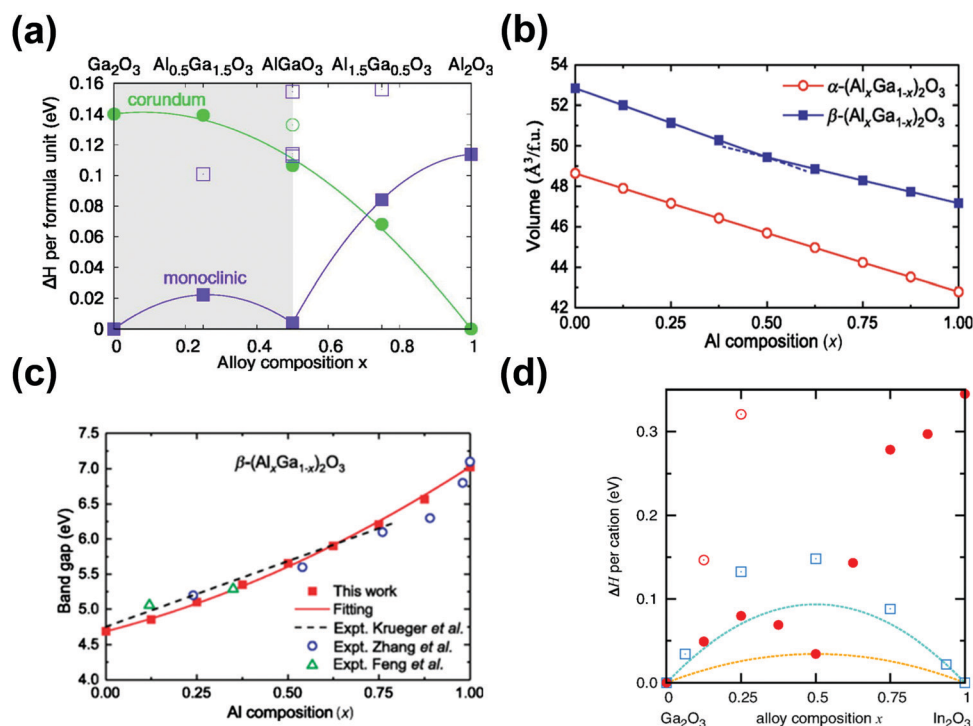 (a)
Ga₂O₃ Al₀.₅Ga₁.₅O₃ AlGaO₃ Al₁.₅Ga₀.₅O₃ Al₂O₃
0.16
0.14
0.12
0.1
0.08
0.06
0.04
0.02
0
ΔH per formula unit (eV)
corundum
monoclinic
0 0.2 0.4 0.6 0.8 1
Alloy composition x
(b)
54
52
50
48
46
44
42
Volume (Å³/f.u.)
α-(AlₓGa₁₋ₓ)₂O₃
β-(AlₓGa₁₋ₓ)₂O₃
0.00 0.25 0.50 0.75 1.00
Al composition (x)
(c)
7.5
7.0
6.5
6.0
5.5
5.0
4.5
4.0
Band gap (eV)
β-(AlₓGa₁₋ₓ)₂O₃
This work
Fitting
Expt. Krueger et al.
Expt. Zhang et al.
Expt. Feng et al.
0.00 0.25 0.50 0.75 1.00
Al composition (x)
(d)
0.3
0.2
0.1
0.0
ΔH per cation (eV)
0 0.25 0.5 0.75 1
Ga₂O₃ alloy composition x In₂O₃